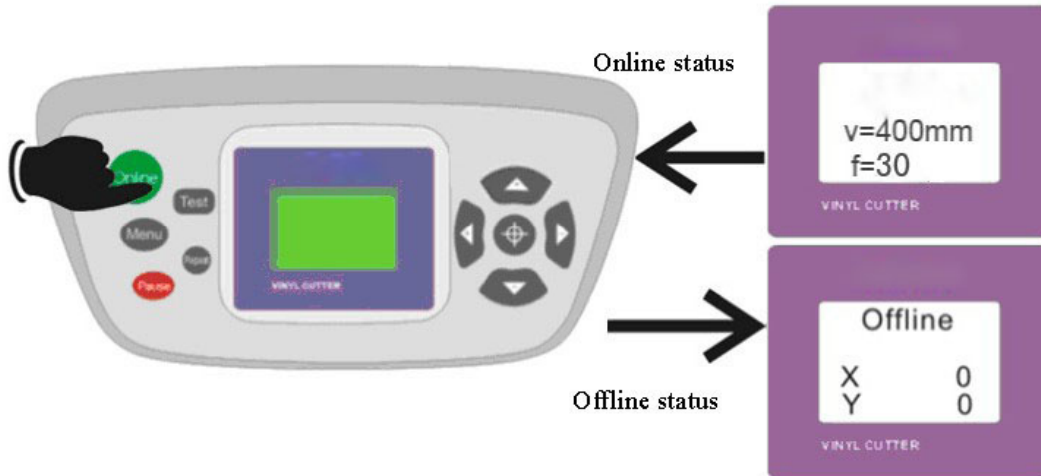 Online status
v=400mm
f=30
VINYL CUTTER
Online
Test
Menu
Repeat
Pause
VINYL CUTTER
Offline
X 0
Y 0
Offline status
VINYL CUTTER